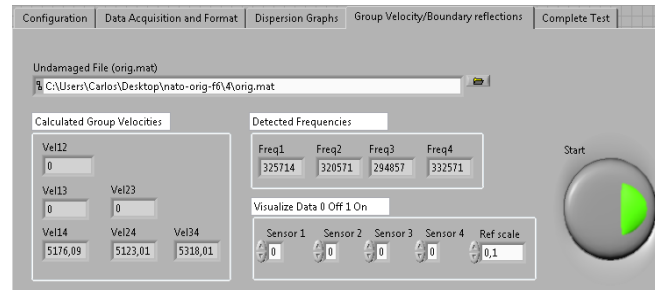 Configuration Data Acquisition and Format Dispersion Graphs Group Velocity/Boundary reflections Complete Test
Undamaged File (orig.mat)
C:\Users\Carlos\Desktop\nato-orig-f6\4\orig.mat
Calculated Group Velocities
Vel12
0
Vel13 Vel23
0 0
Vel14 Vel24 Vel34
5176,09 5123,01 5318,01
Detected Frequencies
Freq1 Freq2 Freq3 Freq4
325714 320571 294857 332571
Visualize Data 0 Off 1 On
Sensor 1 Sensor 2 Sensor 3 Sensor 4 Ref scale
0 0 0 0 0,1
Start